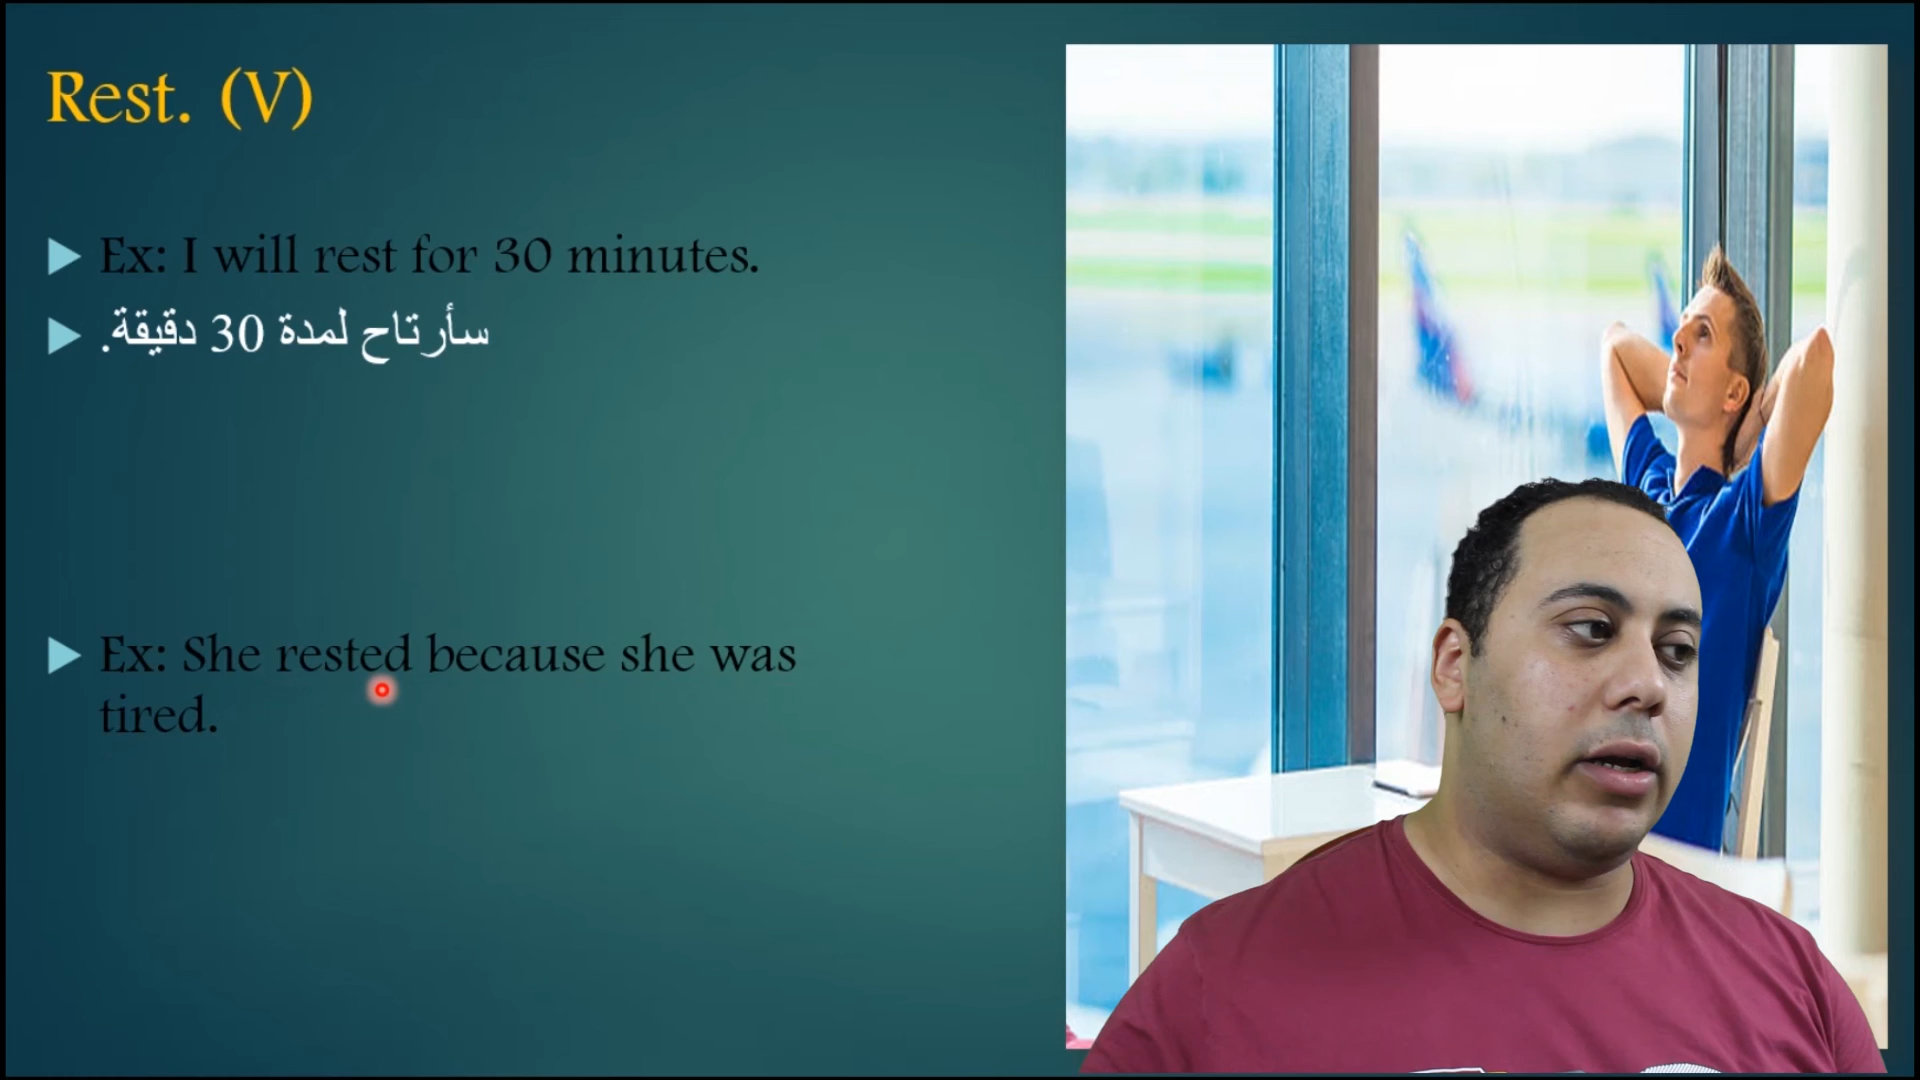 Rest. (V)
Ex: I will rest for 30 minutes.
سأرتاح لمدة 30 دقيقة.
Ex: She rested because she was
tired.